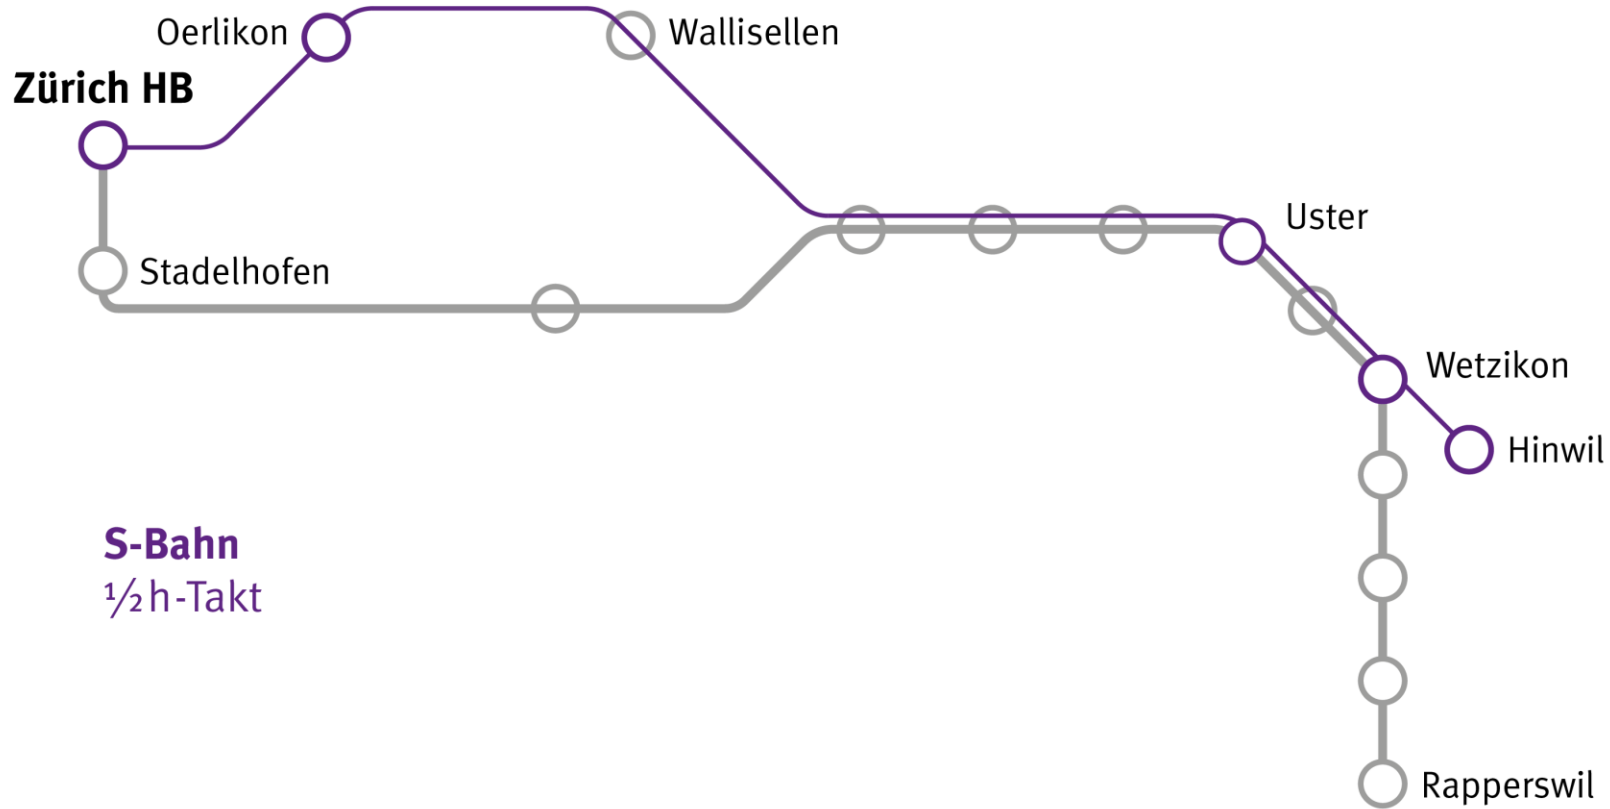 Oerlikon
Wallisellen
Zürich HB
Uster
Stadelhofen
Wetzikon
Hinwil
S-Bahn
½h-Takt
Rapperswil